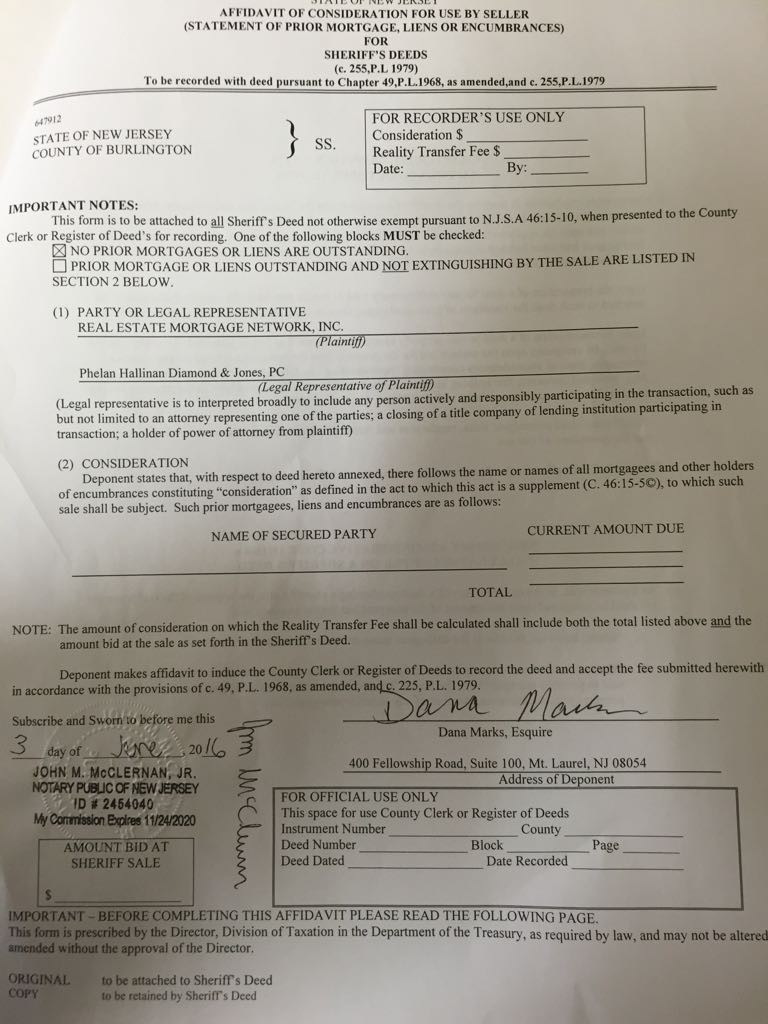 STATE OF NEW JERSEY
AFFIDAVIT OF CONSIDERATION FOR USE BY SELLER
(STATEMENT OF PRIOR MORTGAGE, LIENS OR ENCUMBRANCES)
FOR
SHERIFF'S DEEDS
(c. 255,P.L 1979)
To be recorded with deed pursuant to Chapter 49,P.L.1968, as amended,and c. 255,P.L.1979
647912
STATE OF NEW JERSEY
COUNTY OF BURLINGTON
} SS.
FOR RECORDER'S USE ONLY
Consideration $
Reality Transfer Fee $
Date: By:
IMPORTANT NOTES:
This form is to be attached to all Sheriff's Deed not otherwise exempt pursuant to N.J.S.A 46:15-10, when presented to the County
Clerk or Register of Deed's for recording. One of the following blocks MUST be checked:
☒ NO PRIOR MORTGAGES OR LIENS ARE OUTSTANDING.
☐ PRIOR MORTGAGE OR LIENS OUTSTANDING AND NOT EXTINGUISHING BY THE SALE ARE LISTED IN
SECTION 2 BELOW.
(1) PARTY OR LEGAL REPRESENTATIVE
REAL ESTATE MORTGAGE NETWORK, INC.
(Plaintiff)
Phelan Hallinan Diamond & Jones, PC
(Legal Representative of Plaintiff)
(Legal representative is to interpreted broadly to include any person actively and responsibly participating in the transaction, such as
but not limited to an attorney representing one of the parties; a closing of a title company of lending institution participating in
transaction; a holder of power of attorney from plaintiff)
(2) CONSIDERATION
Deponent states that, with respect to deed hereto annexed, there follows the name or names of all mortgagees and other holders
of encumbrances constituting "consideration" as defined in the act to which this act is a supplement (C. 46:15-5©), to which such
sale shall be subject. Such prior mortgagees, liens and encumbrances are as follows:
NAME OF SECURED PARTY CURRENT AMOUNT DUE
TOTAL
NOTE: The amount of consideration on which the Reality Transfer Fee shall be calculated shall include both the total listed above and the
amount bid at the sale as set forth in the Sheriff's Deed.
Deponent makes affidavit to induce the County Clerk or Register of Deeds to record the deed and accept the fee submitted herewith
in accordance with the provisions of c. 49, P.L. 1968, as amended, and c. 225, P.L. 1979.
Subscribe and Sworn to before me this
3 day of June, 2016
Dana Marks
Dana Marks, Esquire
400 Fellowship Road, Suite 100, Mt. Laurel, NJ 08054
Address of Deponent
JOHN M. McCLERNAN, JR.
NOTARY PUBLIC OF NEW JERSEY
ID # 2454040
My Commission Expires 11/24/2020
AMOUNT BID AT
SHERIFF SALE
$
FOR OFFICIAL USE ONLY
This space for use County Clerk or Register of Deeds
Instrument Number County
Deed Number Block Page
Deed Dated Date Recorded
IMPORTANT – BEFORE COMPLETING THIS AFFIDAVIT PLEASE READ THE FOLLOWING PAGE.
This form is prescribed by the Director, Division of Taxation in the Department of the Treasury, as required by law, and may not be altered
amended without the approval of the Director.
ORIGINAL to be attached to Sheriff's Deed
COPY to be retained by Sheriff's Deed